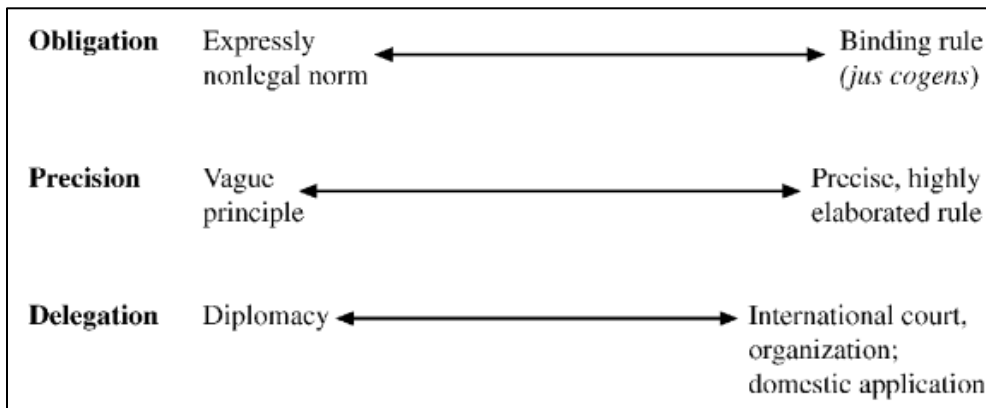 Obligation Expressly Binding rule
nonlegal norm (jus cogens)
Precision Vague Precise, highly
principle elaborated rule
Delegation Diplomacy International court,
organization;
domestic application